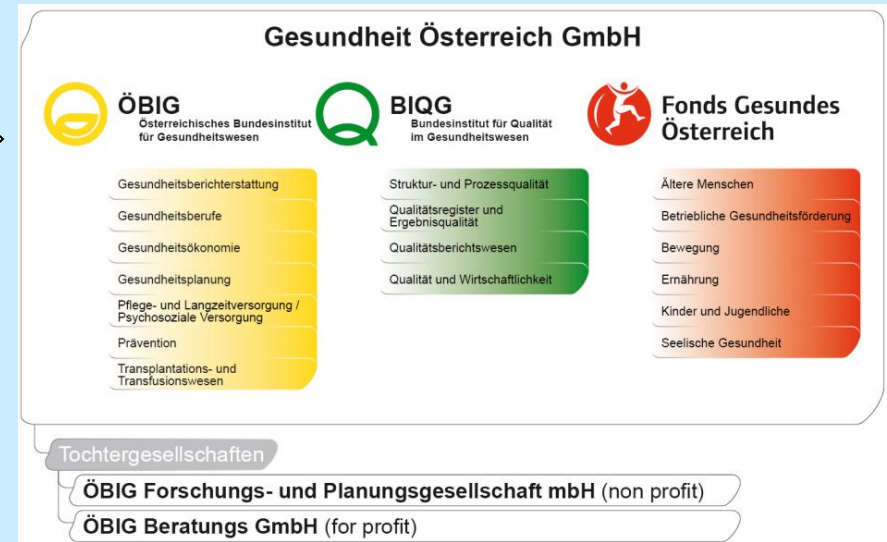 Gesundheit Österreich GmbH
ÖBIG
Österreichisches Bundesinstitut
für Gesundheitswesen
Gesundheitsberichterstattung
Gesundheitsberufe
Gesundheitsökonomie
Gesundheitsplanung
Pflege- und Langzeitversorgung /
Psychosoziale Versorgung
Prävention
Transplantations- und
Transfusionswesen
BIQG
Bundesinstitut für Qualität
im Gesundheitswesen
Struktur- und Prozessqualität
Qualitätsregister und
Ergebnisqualität
Qualitätsberichtswesen
Qualität und Wirtschaftlichkeit
Fonds Gesundes
Österreich
Ältere Menschen
Betriebliche Gesundheitsförderung
Bewegung
Ernährung
Kinder und Jugendliche
Seelische Gesundheit
Tochtergesellschaften
ÖBIG Forschungs- und Planungsgesellschaft mbH (non profit)
ÖBIG Beratungs GmbH (for profit)